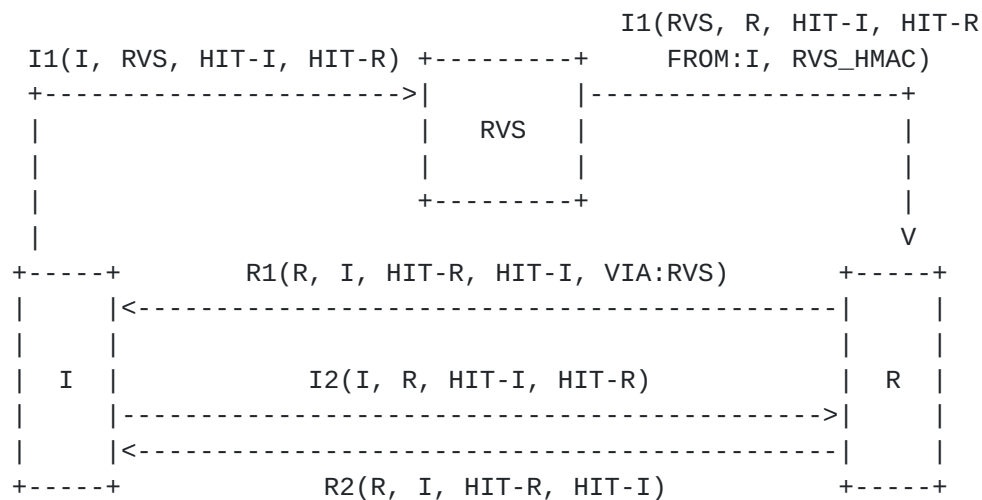 I1(RVS, R, HIT-I, HIT-R
I1(I, RVS, HIT-I, HIT-R) +---------+ FROM:I, RVS_HMAC)
+------------------------>| |--------------------+
| | RVS | |
| | | |
| +---------+ |
| V
+-----+ R1(R, I, HIT-R, HIT-I, VIA:RVS) +-----+
| |<----------------------------------------------| |
| | | |
| I | I2(I, R, HIT-I, HIT-R) | R |
| |---------------------------------------------->| |
| |<----------------------------------------------| |
+-----+ R2(R, I, HIT-R, HIT-I) +-----+